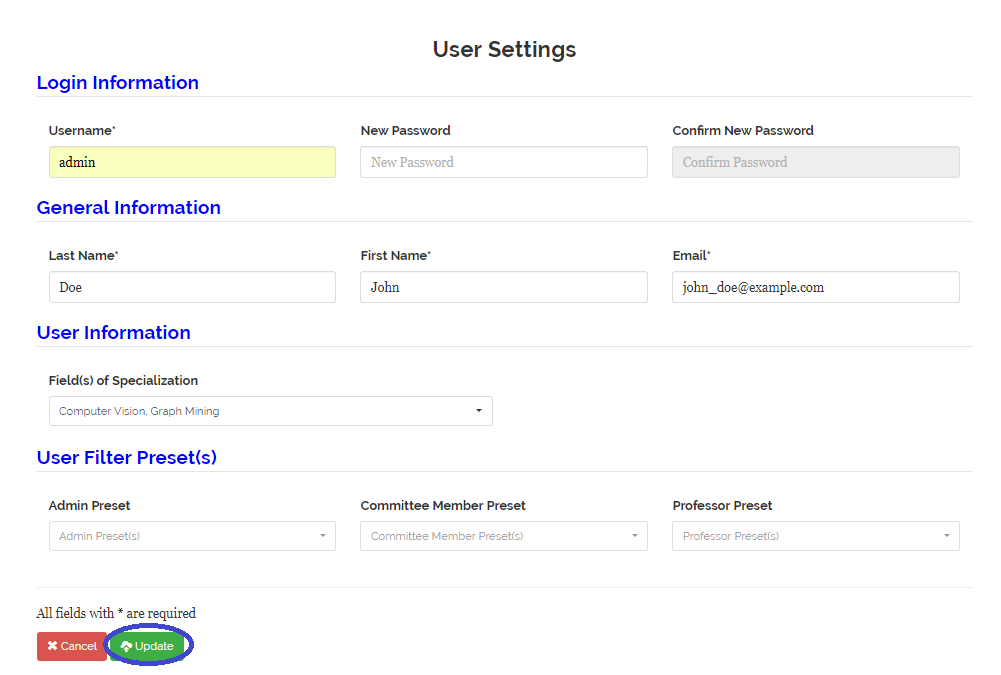 User Settings
Login Information
Username* New Password Confirm New Password
admin New Password Confirm Password
General Information
Last Name* First Name* Email*
Doe John john_doe@example.com
User Information
Field(s) of Specialization
Computer Vision, Graph Mining
User Filter Preset(s)
Admin Preset Committee Member Preset Professor Preset
Admin Preset(s) Committee Member Preset(s) Professor Preset(s)
All fields with * are required
Cancel Update